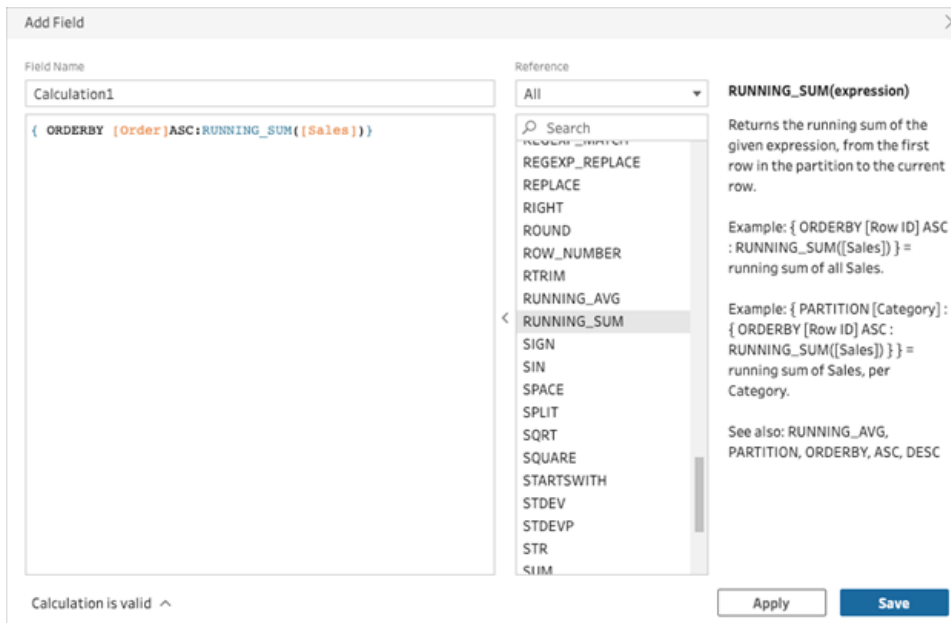 Add Field
Field Name
Calculation1
{ ORDERBY [Order]ASC:RUNNING_SUM([Sales])}
Reference
All
Search
REGEXP_MATCH
REGEXP_REPLACE
REPLACE
RIGHT
ROUND
ROW_NUMBER
RTRIM
RUNNING_AVG
RUNNING_SUM
SIGN
SIN
SPACE
SPLIT
SQRT
SQUARE
STARTSWITH
STDEV
STDEVP
STR
SUM
RUNNING_SUM(expression)
Returns the running sum of the
given expression, from the first
row in the partition to the current
row.
Example: { ORDERBY [Row ID] ASC
: RUNNING_SUM([Sales]) } =
running sum of all Sales.
Example: { PARTITION [Category] :
{ ORDERBY [Row ID] ASC :
RUNNING_SUM([Sales]) } } =
running sum of Sales, per
Category.
See also: RUNNING_AVG,
PARTITION, ORDERBY, ASC, DESC
Calculation is valid
Apply
Save